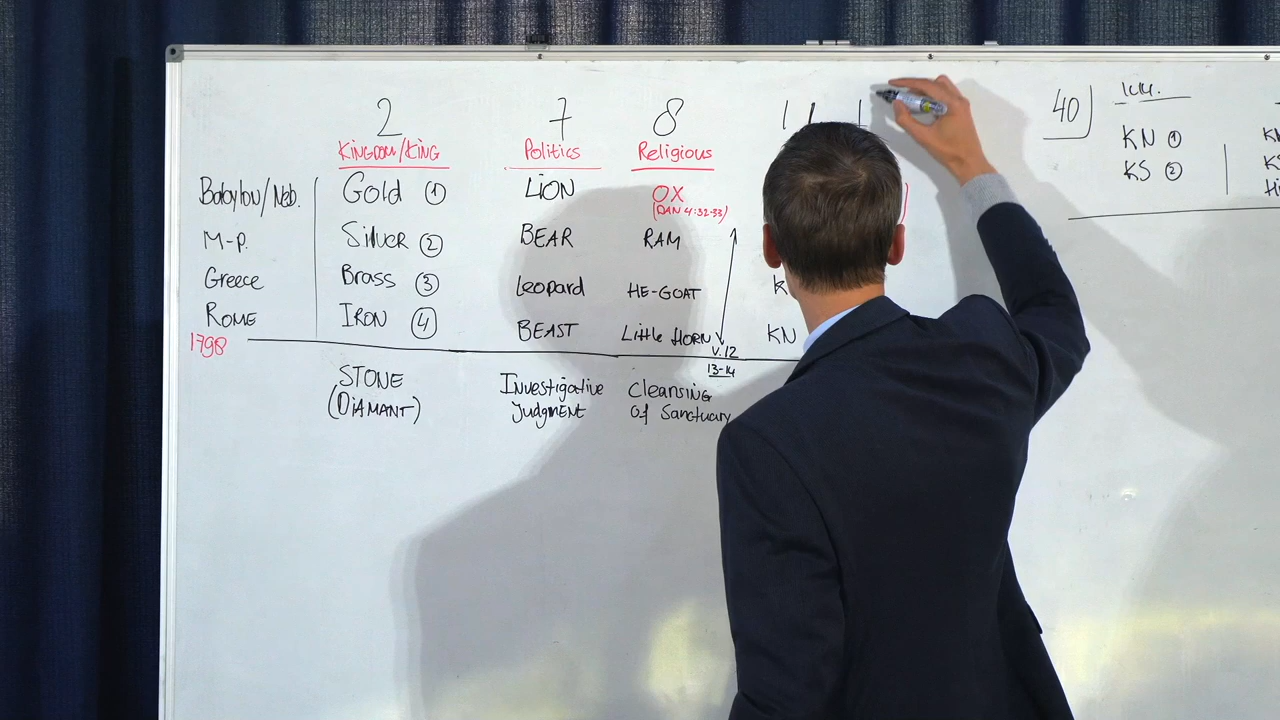 2 7 8 11
40
Kingdom/King Politics Religious
KN 1
KS 2
Babylon/Neb. Gold 1 LION OX
(DAN 4:32-33)
M-P. Silver 2 BEAR RAM
Greece Brass 3 Leopard HE-GOAT
ROME IRON 4 BEAST Little HORN KN
1798 V.12
13-14
STONE Investigative Cleansing
(DIAMANT) judgment of Sanctuary